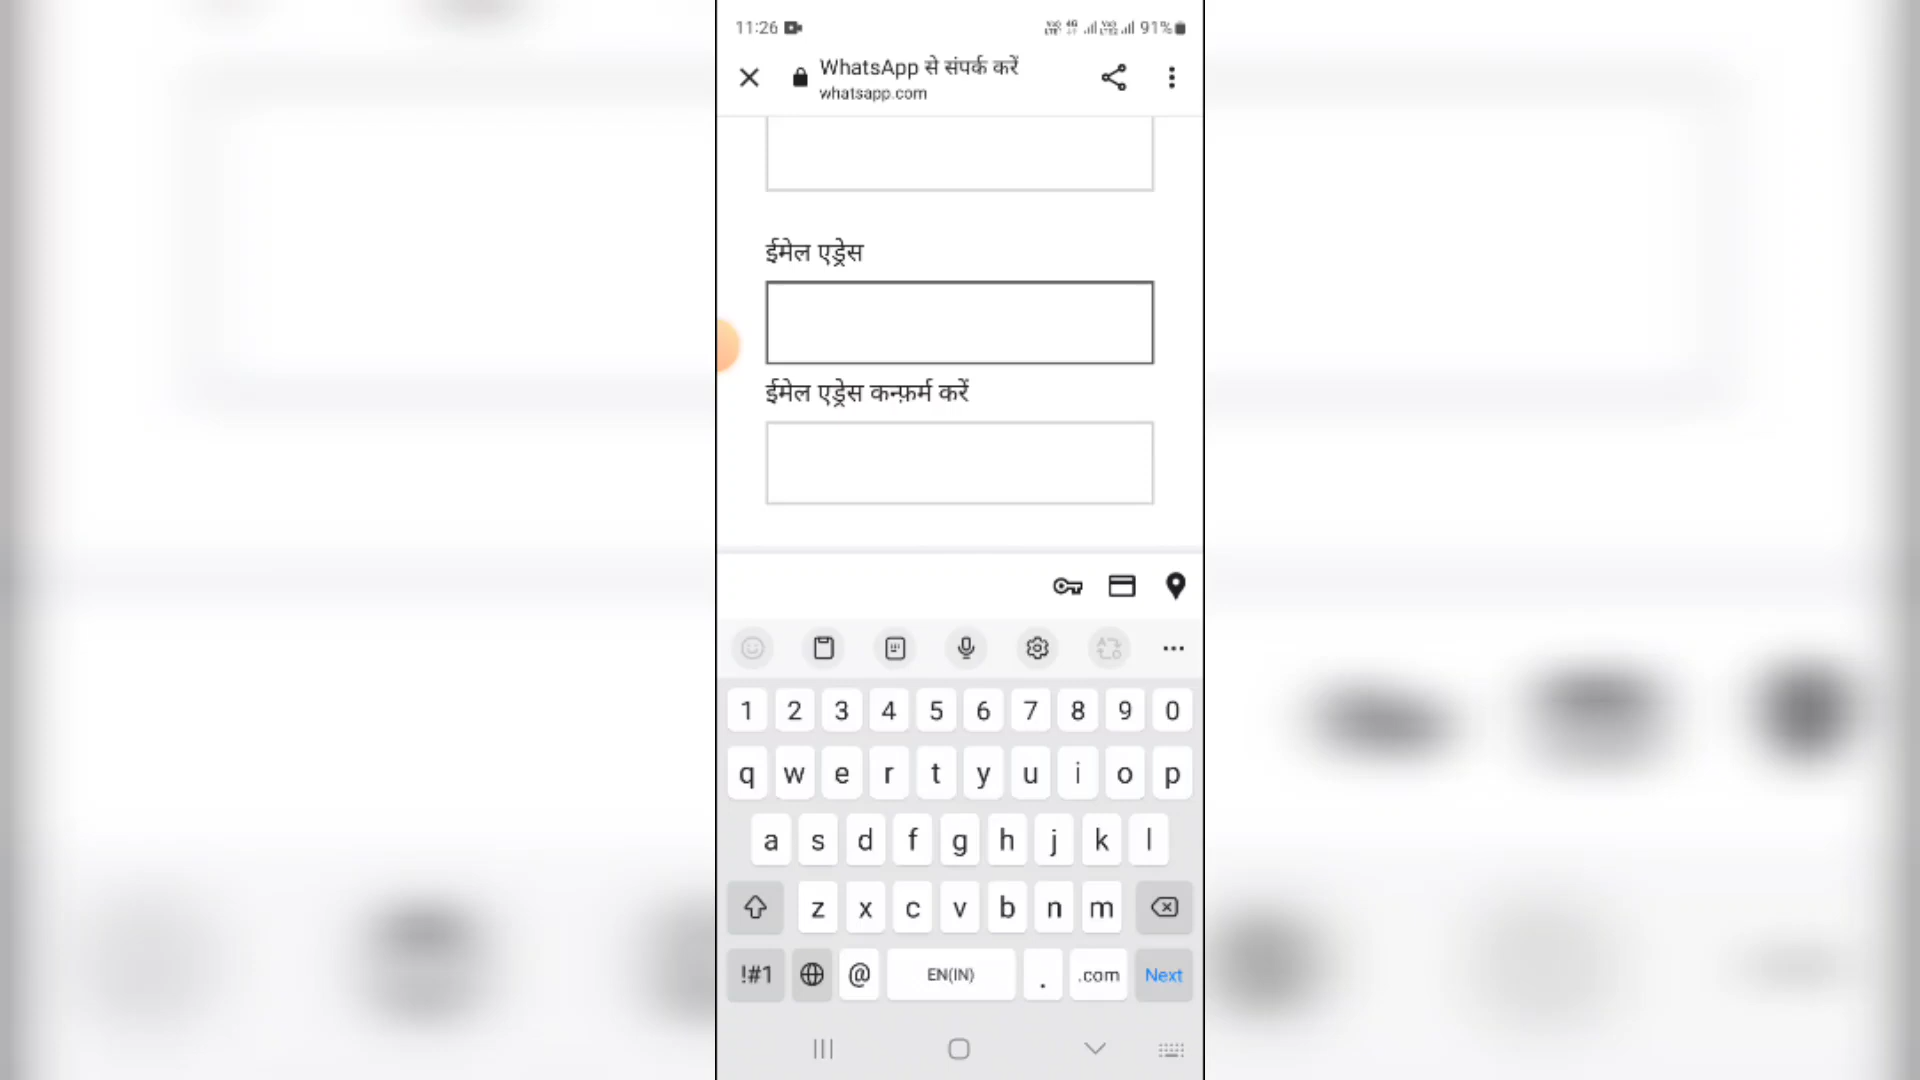 11:26 91%
WhatsApp से संपर्क करें
whatsapp.com
ईमेल एड्रेस
ईमेल एड्रेस कन्फ़र्म करें
1 2 3 4 5 6 7 8 9 0
q w e r t y u i o p
a s d f g h j k l
z x c v b n m
!#1 @ EN(IN) . .com Next